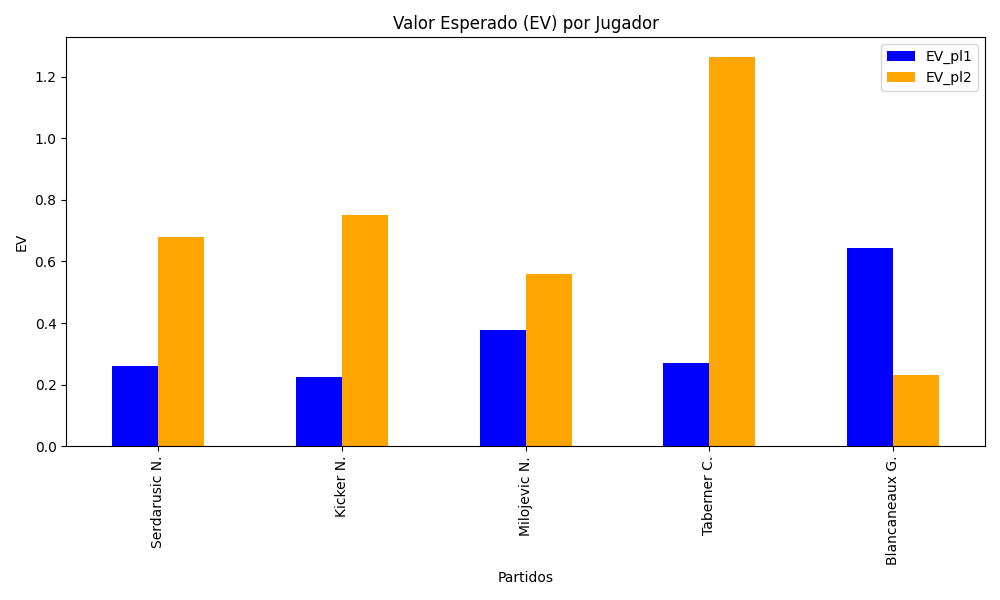 Valor Esperado (EV) por Jugador
EV_pl1
EV_pl2
EV
1.2
1.0
0.8
0.6
0.4
0.2
0.0
Serdarusic N.
Kicker N.
Milojevic N.
Taberner C.
Blancaneaux G.
Partidos